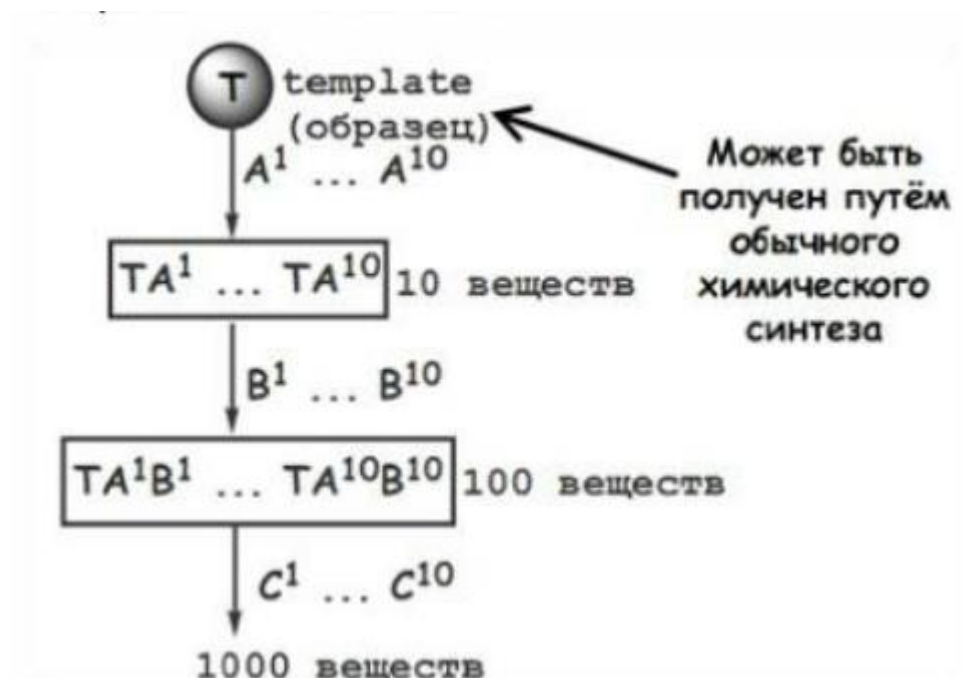 T template
(образец)
A¹ ... A¹⁰
Может быть
получен путём
обычного
химического
синтеза
TA¹ ... TA¹⁰ 10 веществ
B¹ ... B¹⁰
TA¹B¹ ... TA¹⁰B¹⁰ 100 веществ
C¹ ... C¹⁰
1000 веществ